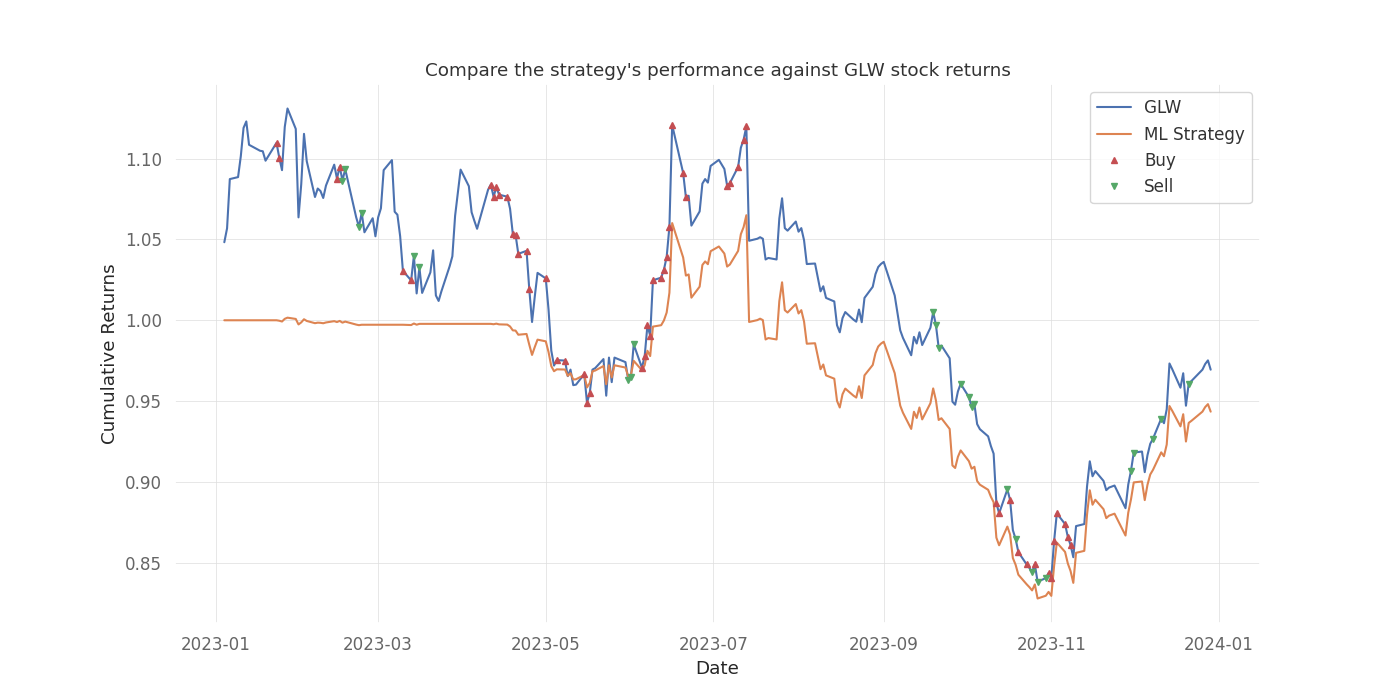 Compare the strategy's performance against GLW stock returns
GLW
ML Strategy
Buy
Sell
Cumulative Returns
1.10
1.05
1.00
0.95
0.90
0.85
2023-01
2023-03
2023-05
2023-07
2023-09
2023-11
2024-01
Date